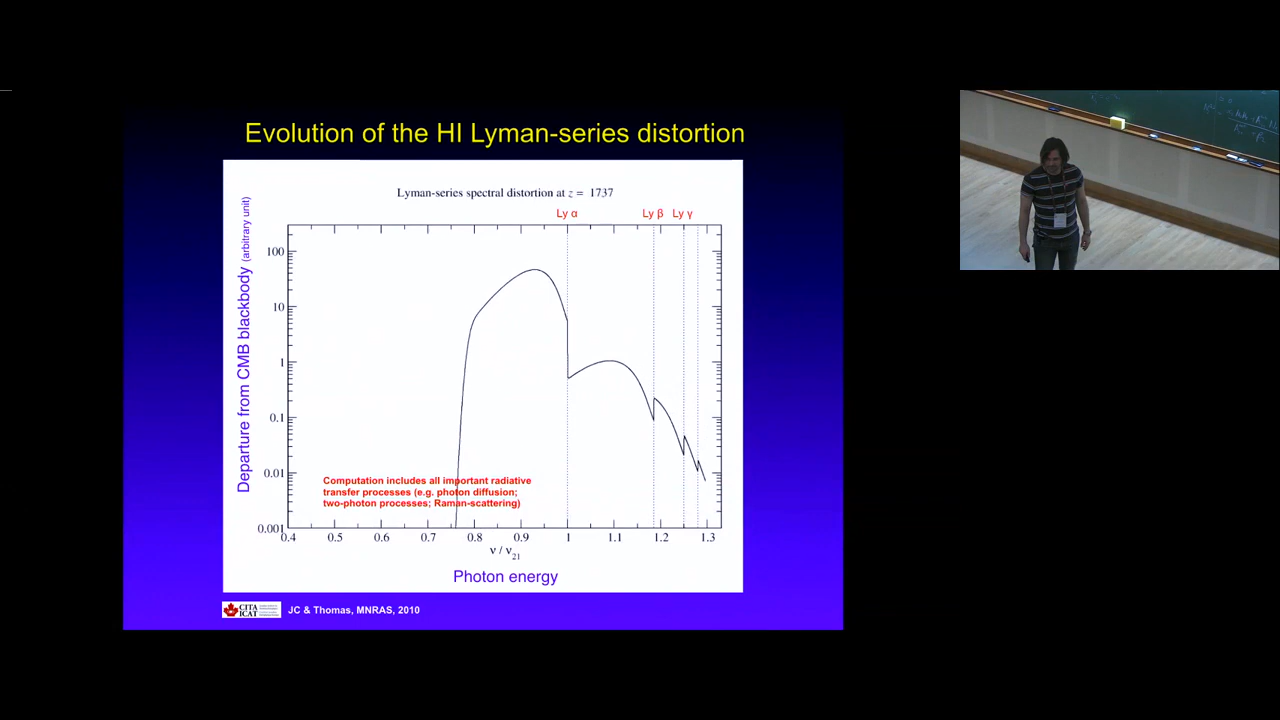 Evolution of the HI Lyman-series distortion
Lyman-series spectral distortion at z = 1737
Ly α
Ly β
Ly γ
Departure from CMB blackbody (arbitrary unit)
100
10
1
0.1
0.01
0.001
Computation includes all important radiative
transfer processes (e.g. photon diffusion;
two-photon processes; Raman-scattering)
0.4 0.5 0.6 0.7 0.8 0.9 1 1.1 1.2 1.3
ν / ν21
Photon energy
CITA
ICAT
JC & Thomas, MNRAS, 2010